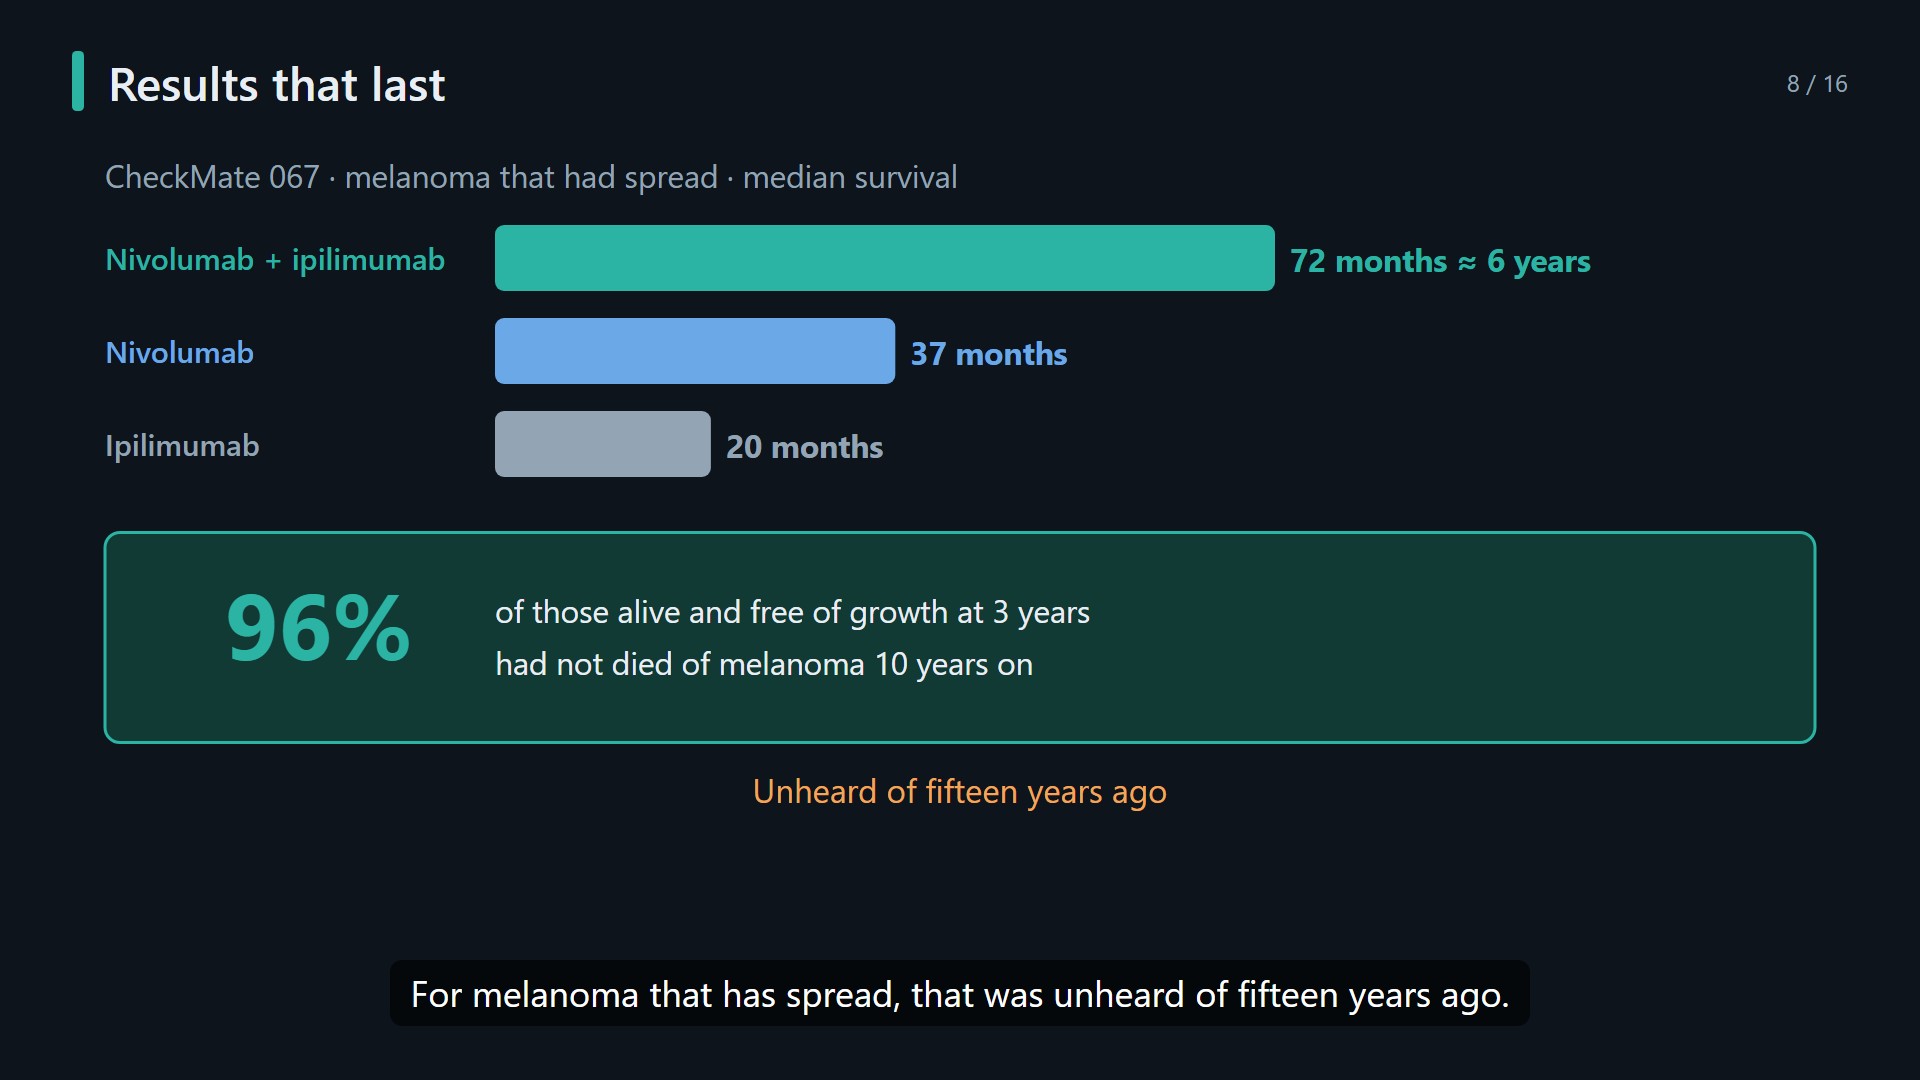 Results that last
8 / 16
CheckMate 067 · melanoma that had spread · median survival
Nivolumab + ipilimumab
72 months ≈ 6 years
Nivolumab
37 months
Ipilimumab
20 months
96%
of those alive and free of growth at 3 years
had not died of melanoma 10 years on
Unheard of fifteen years ago
For melanoma that has spread, that was unheard of fifteen years ago.